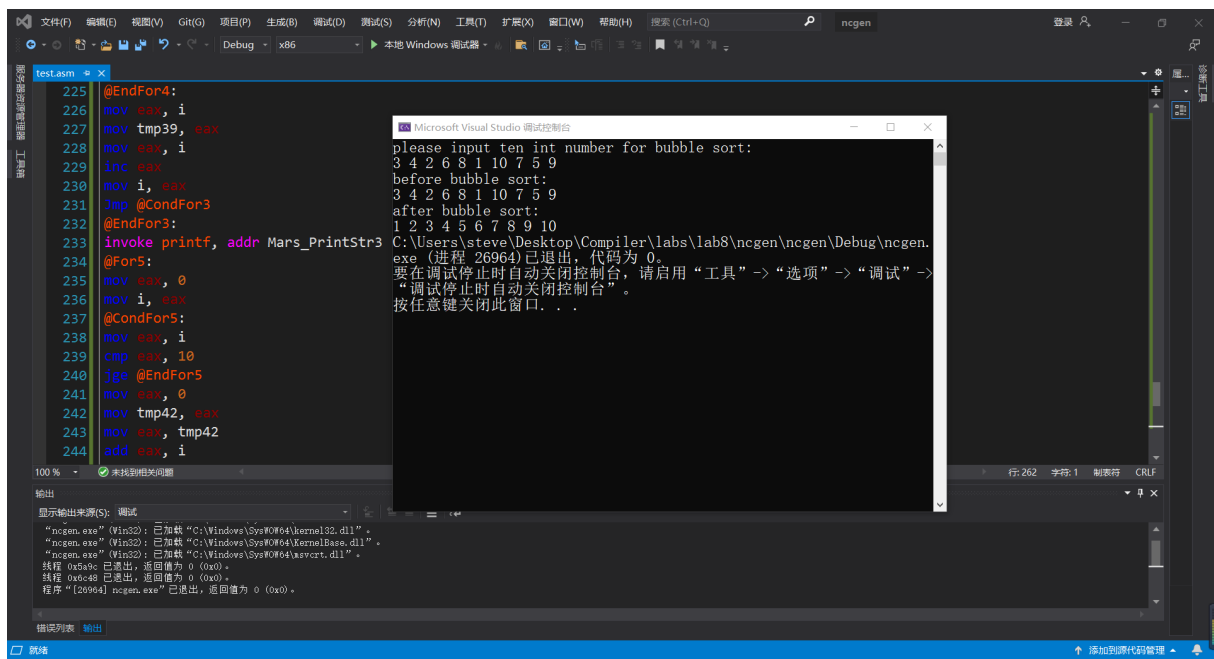 文件(F) 编辑(E) 视图(V) Git(G) 项目(P) 生成(B) 调试(D) 测试(S) 分析(N) 工具(T) 扩展(X) 窗口(W) 帮助(H) 搜索 (Ctrl+Q) ncgen 登录
Debug x86 本地 Windows 调试器
服务器资源管理器
工具箱
test.asm
225 @EndFor4:
226 mov eax, i
227 mov tmp39, eax
228 mov eax, i
229 inc eax
230 mov i, eax
231 jmp @CondFor3
232 @EndFor3:
233 invoke printf, addr Mars_PrintStr3
234 @For5:
235 mov eax, 0
236 mov i, eax
237 @CondFor5:
238 mov eax, i
239 cmp eax, 10
240 jge @EndFor5
241 mov eax, 0
242 mov tmp42, eax
243 mov eax, tmp42
244 add eax, i
Microsoft Visual Studio 调试控制台
please input ten int number for bubble sort:
3 4 2 6 8 1 10 7 5 9
before bubble sort:
3 4 2 6 8 1 10 7 5 9
after bubble sort:
1 2 3 4 5 6 7 8 9 10
C:\Users\steve\Desktop\Compiler\labs\lab8\ncgen\ncgen\Debug\ncgen.
exe (进程 26964)已退出，代码为 0。
要在调试停止时自动关闭控制台，请启用“工具”->“选项”->“调试”->
“调试停止时自动关闭控制台”。
按任意键关闭此窗口. . .
诊断工具
100 % 未找到相关问题 行: 262 字符: 1 制表符 CRLF
输出
显示输出来源(S): 调试
“ncgen.exe”(Win32): 已加载“C:\Windows\SysWOW64\kernel32.dll”。
“ncgen.exe”(Win32): 已加载“C:\Windows\SysWOW64\KernelBase.dll”。
“ncgen.exe”(Win32): 已加载“C:\Windows\SysWOW64\msvcrt.dll”。
线程 0x5a9c 已退出，返回值为 0 (0x0)。
线程 0x6c48 已退出，返回值为 0 (0x0)。
程序“[26964] ncgen.exe”已退出，返回值为 0 (0x0)。
错误列表 输出
就绪 添加到源代码管理